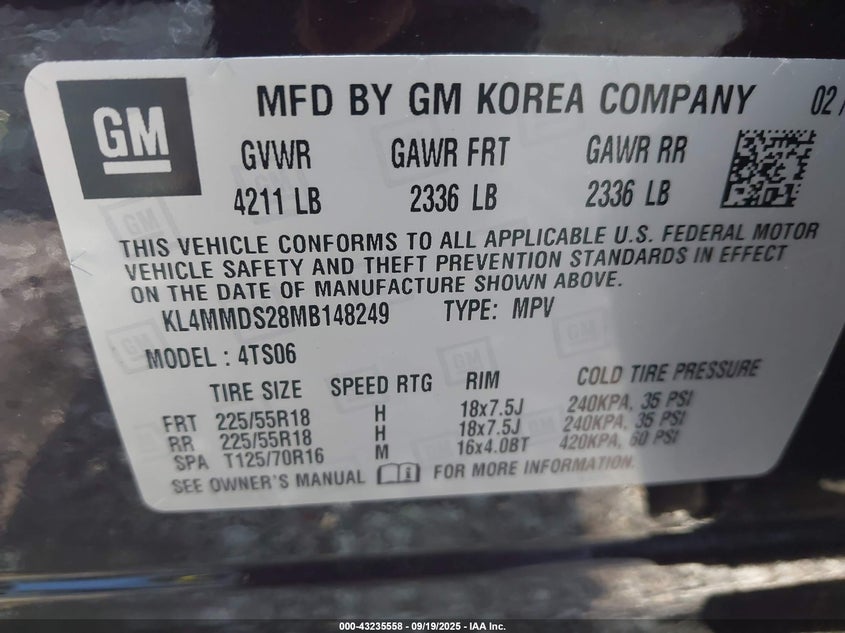 GM
MFD BY GM KOREA COMPANY 02 /
GVWR GAWR FRT GAWR RR
4211 LB 2336 LB 2336 LB
THIS VEHICLE CONFORMS TO ALL APPLICABLE U.S. FEDERAL MOTOR
VEHICLE SAFETY AND THEFT PREVENTION STANDARDS IN EFFECT
ON THE DATE OF MANUFACTURE SHOWN ABOVE.
KL4MMDS28MB148249 TYPE: MPV
MODEL : 4TS06
TIRE SIZE SPEED RTG RIM COLD TIRE PRESSURE
FRT 225/55R18 H 18x7.5J 240KPA, 35 PSI
RR 225/55R18 H 18x7.5J 240KPA, 35 PSI
SPA T125/70R16 M 16x4.0BT 420KPA, 60 PSI
SEE OWNER'S MANUAL FOR MORE INFORMATION.
000-43235558 - 09/19/2025 - IAA Inc.